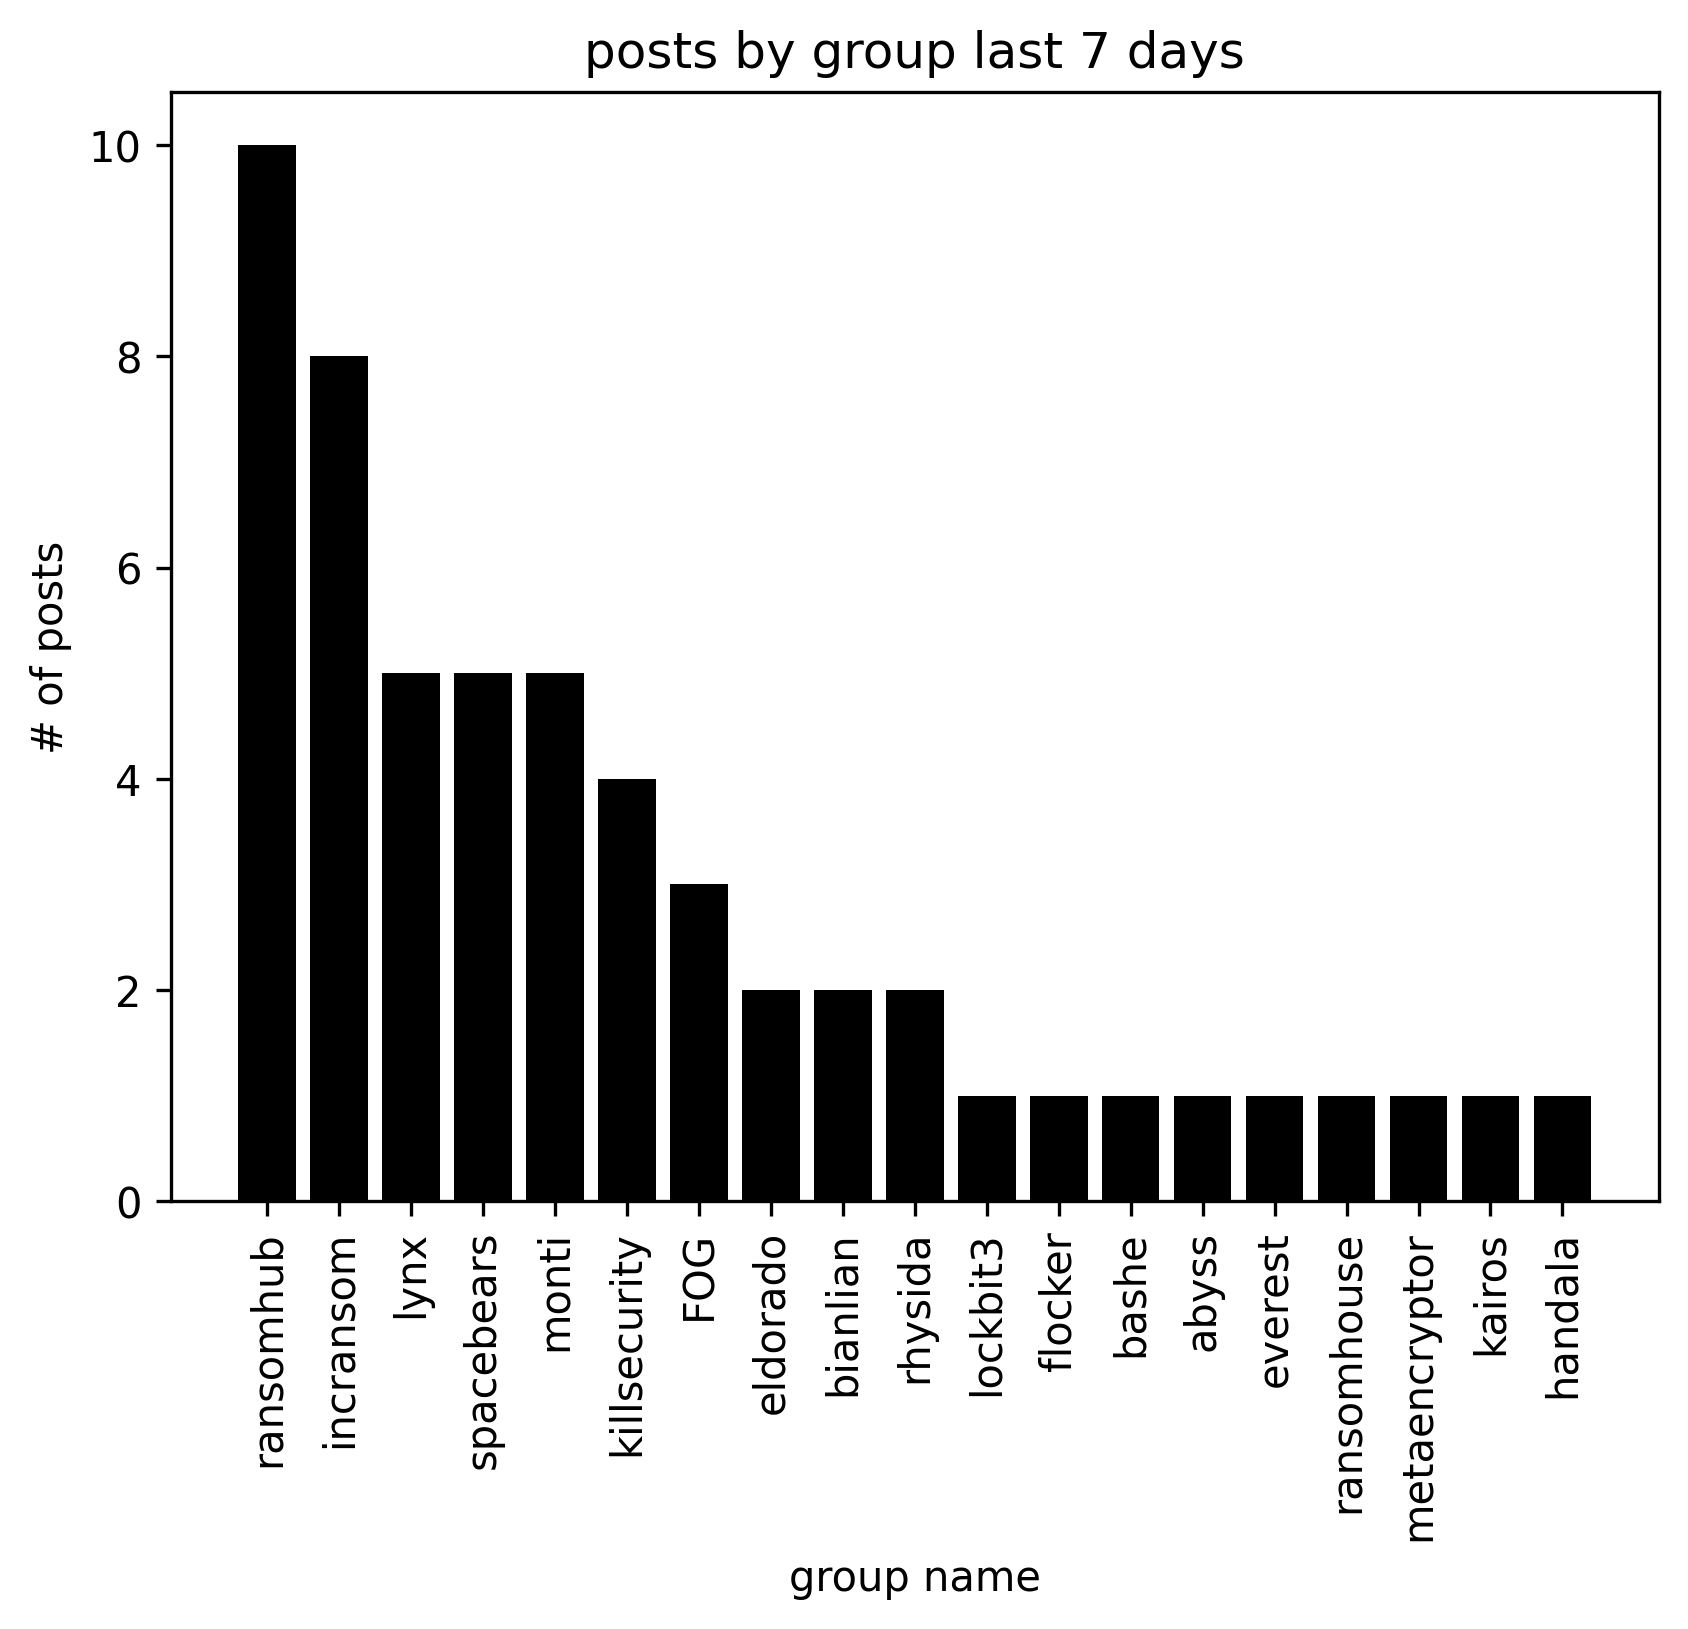 posts by group last 7 days
# of posts
10
8
6
4
2
0
ransomhub
incransom
lynx
spacebears
monti
killsecurity
FOG
eldorado
bianlian
rhysida
lockbit3
flocker
bashe
abyss
everest
ransomhouse
metaencryptor
kairos
handala
group name